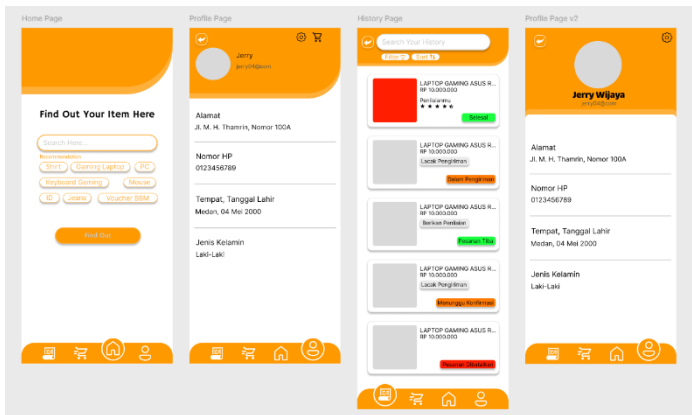 Home Page
Find Out Your Item Here
Search Here...
Recommendation
Shirt
Gaming Laptop
PC
Keyboard Gaming
Mouse
ID
Jeans
Voucher BBM
Find Out
Profile Page
Jerry
jerry04@com
Alamat
Jl. M. H. Thamrin, Nomor 100A
Nomor HP
0123456789
Tempat, Tanggal Lahir
Medan, 04 Mei 2000
Jenis Kelamin
Laki-Laki
History Page
Search Your History
Filter
Sort
LAPTOP GAMING ASUS R...
RP 10.000.000
Penilaianmu
Selesai
LAPTOP GAMING ASUS R...
RP 10.000.000
Lacak Pengiriman
Dalam Pengiriman
LAPTOP GAMING ASUS R...
RP 10.000.000
Berikan Penilaian
Pesanan Tiba
LAPTOP GAMING ASUS R...
RP 10.000.000
Lacak Pengiriman
Menunggu Konfirmasi
LAPTOP GAMING ASUS R...
RP 10.000.000
Pesanan Dibatalkan
Profile Page v2
Jerry Wijaya
jerry04@com
Alamat
Jl. M. H. Thamrin, Nomor 100A
Nomor HP
0123456789
Tempat, Tanggal Lahir
Medan, 04 Mei 2000
Jenis Kelamin
Laki-Laki